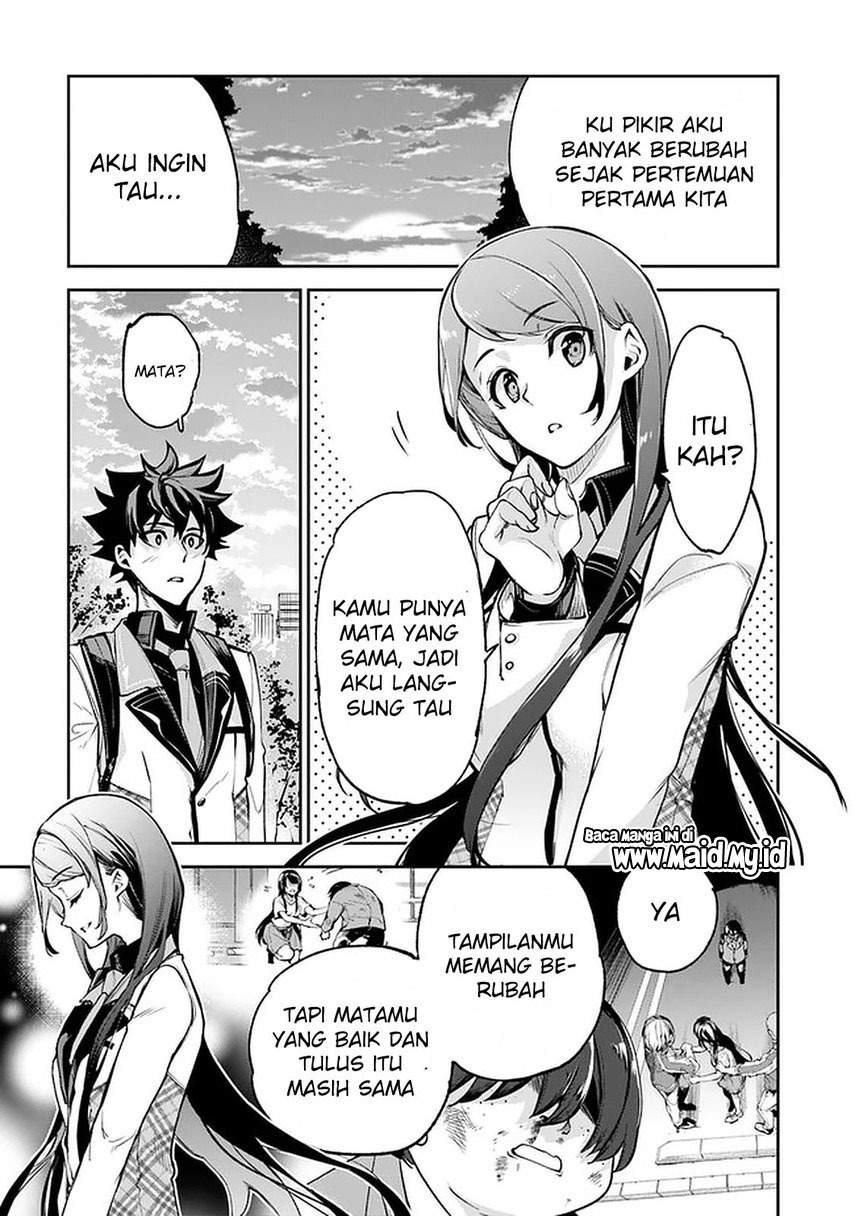 KU PIKIR AKU
BANYAK BERUBAH
SEJAK PERTEMUAN
PERTAMA KITA
AKU INGIN
TAU...
ITU
KAH?
KAMU PUNYA
MATA YANG
SAMA, JADI
AKU LANG-
SUNG TAU
MATA?
Baca manga ini di
www.Maid.My.id
YA
TAMPILANMU
MEMANG BE-
RUBAH
TAPI MATAMU
YANG BAIK DAN
TULUS ITU
MASIH SAMA